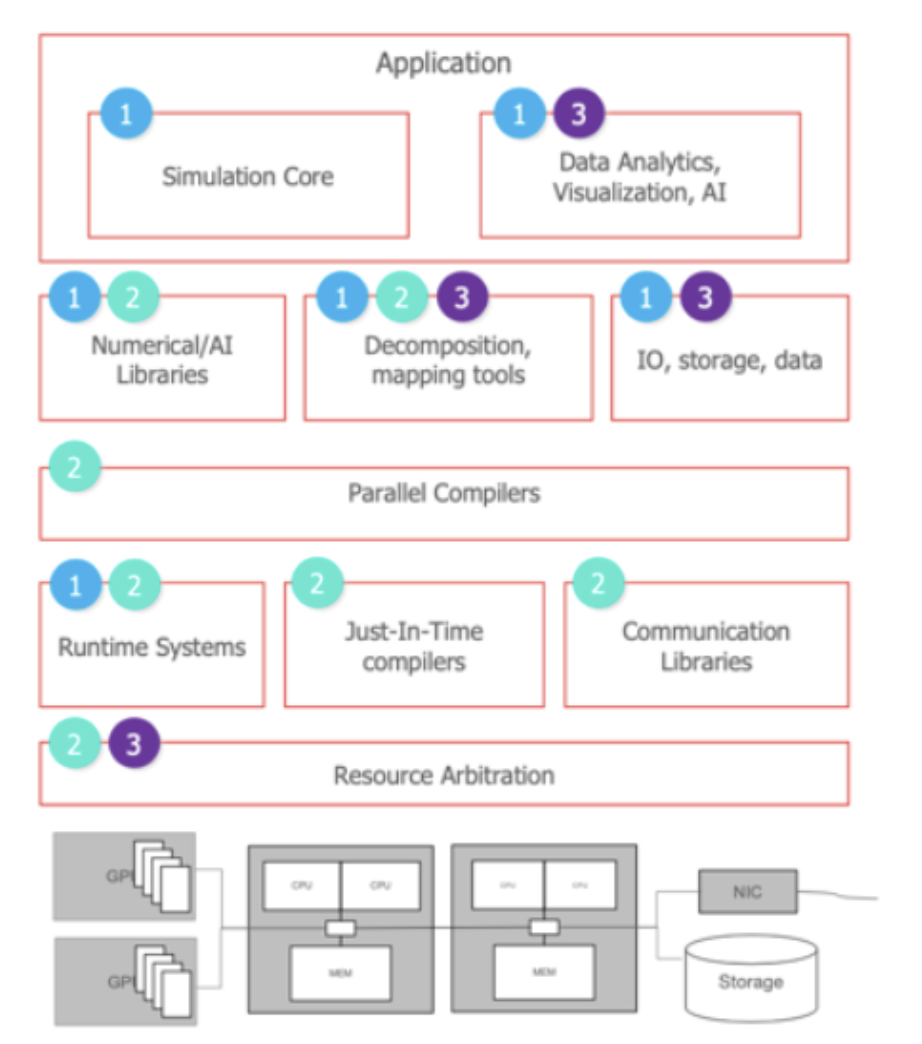 Application
1
1 3
Simulation Core
Data Analytics,
Visualization, AI
1 2
1 2 3
1 3
Numerical/AI
Libraries
Decomposition,
mapping tools
IO, storage, data
2
Parallel Compilers
1 2
2
2
Runtime Systems
Just-In-Time
compilers
Communication
Libraries
2 3
Resource Arbitration
CPU CPU
CPU CPU
NIC
MEM
MEM
Storage